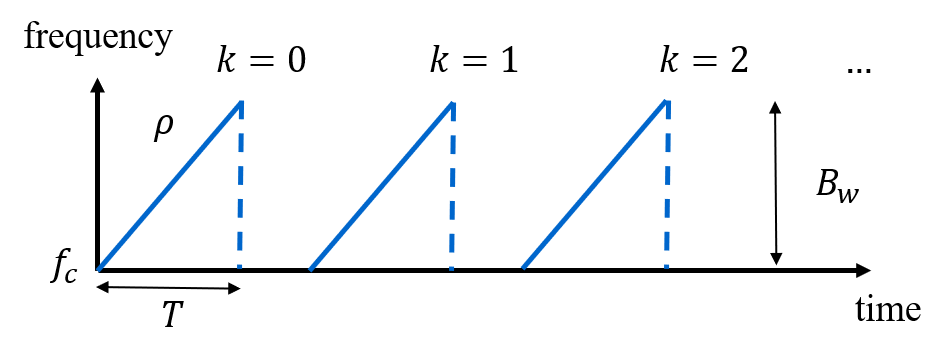 frequency
k = 0
k = 1
k = 2
...
ρ
B_w
f_c
T
time